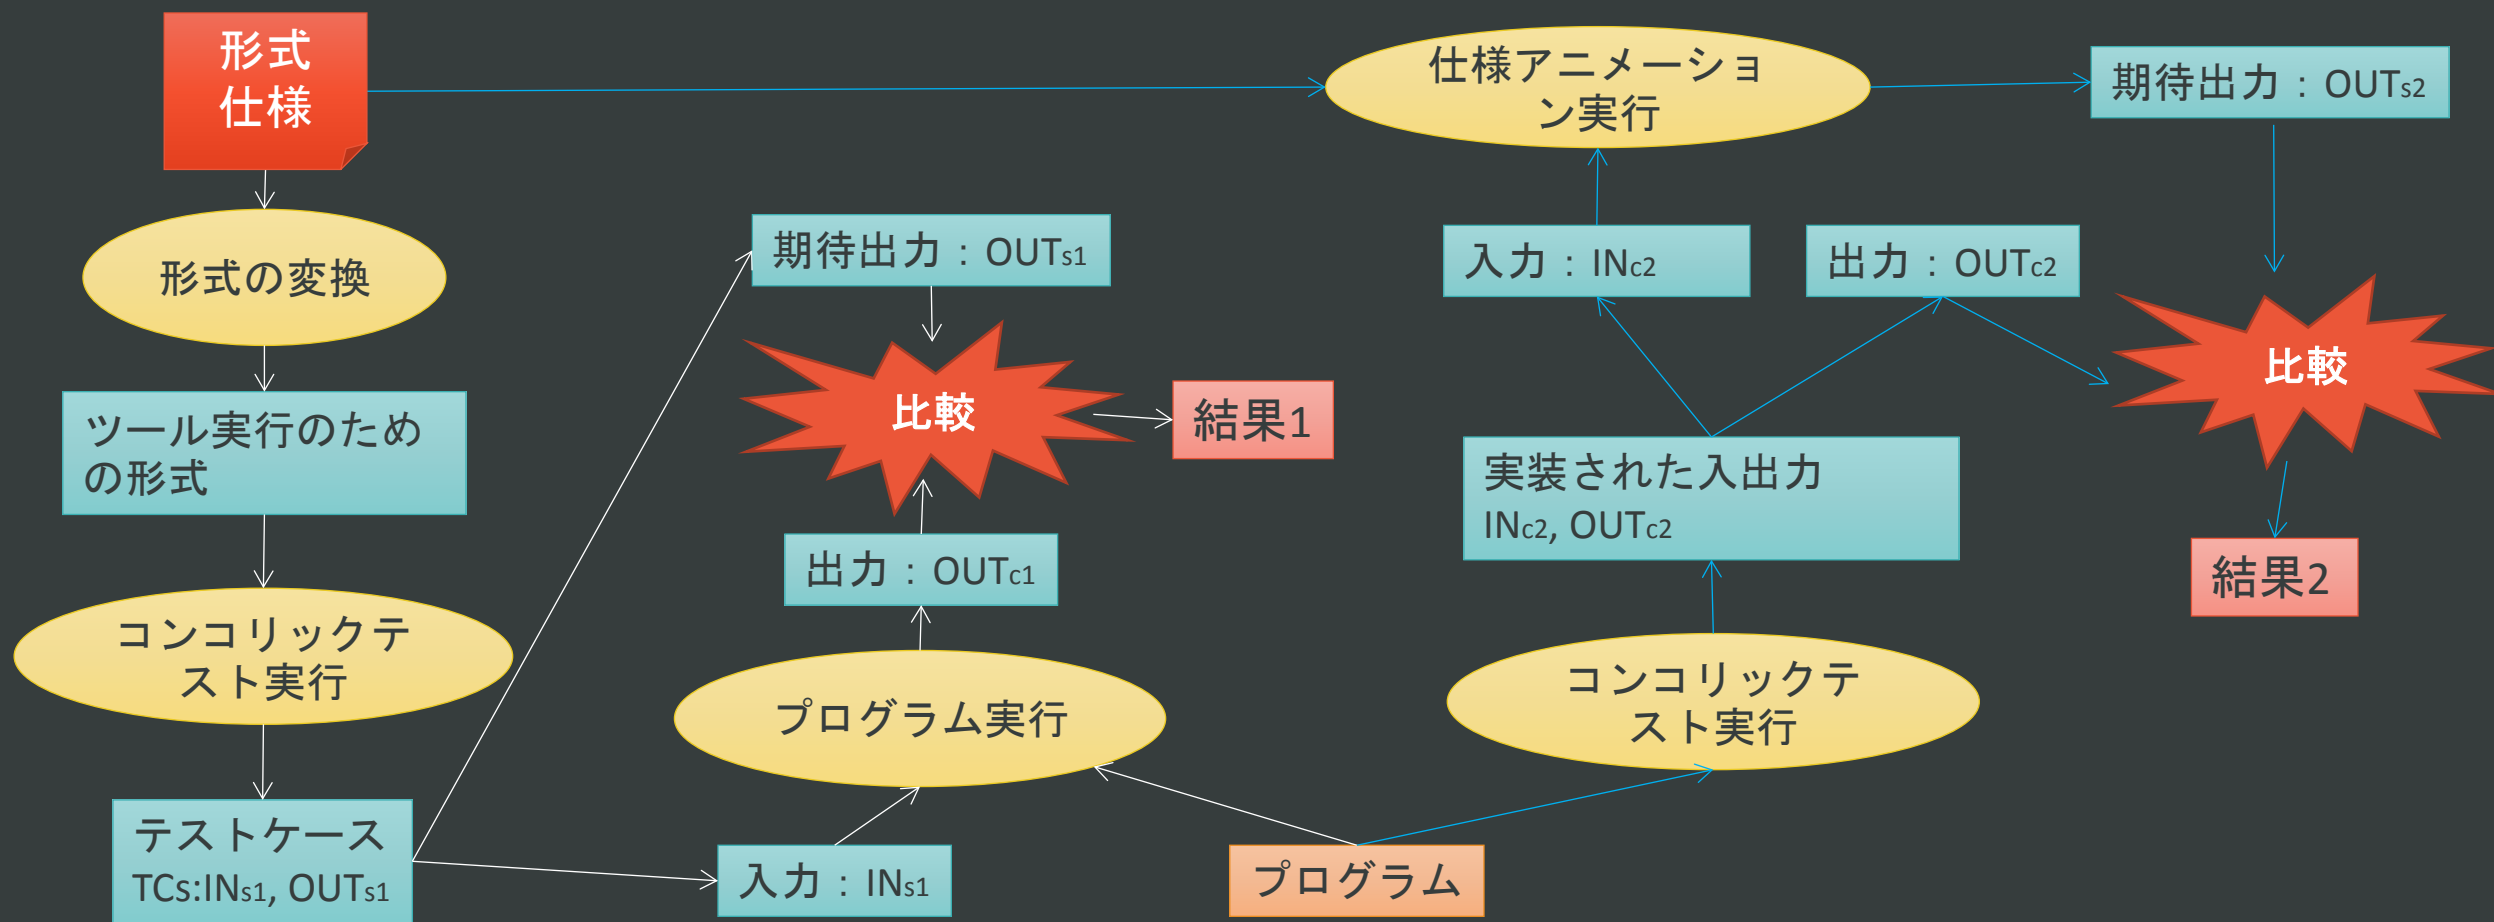 形式
仕様
仕様アニメーショ
ン実行
期待出力：OUTs2
形式の変換
期待出力：OUTs1
入力：INc2
出力：OUTc2
ツール実行のため
の形式
比較
結果1
比較
実装された入出力
INc2, OUTc2
出力：OUTc1
結果2
コンコリックテ
スト実行
プログラム実行
コンコリックテ
スト実行
テストケース
TCs:INs1, OUTs1
入力：INs1
プログラム